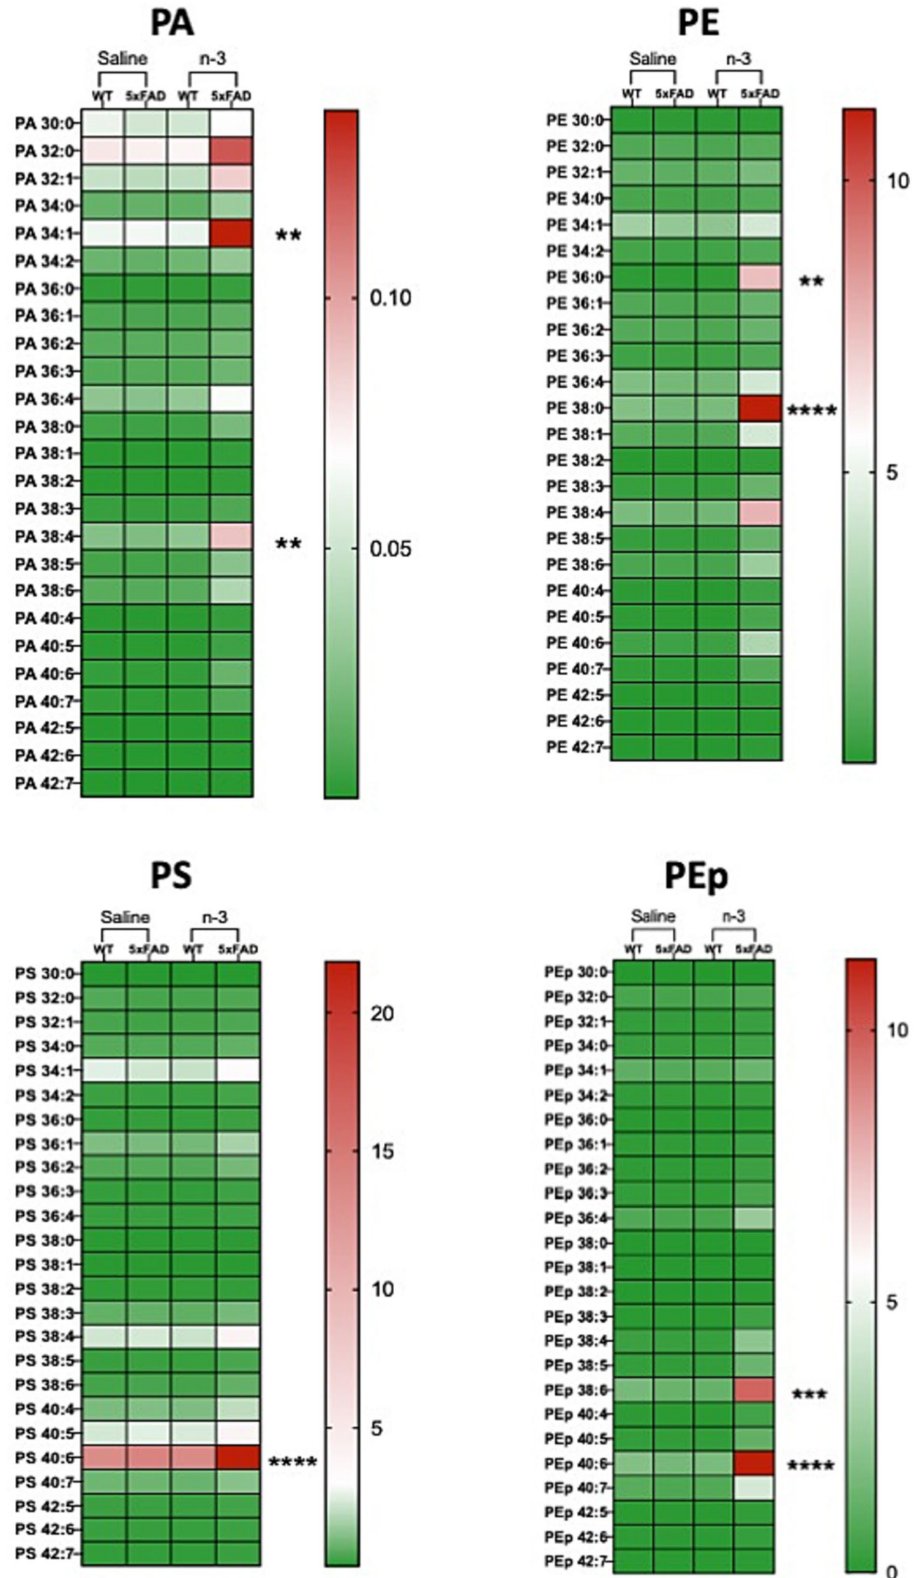 PA
Saline n-3
WT 5xFAD WT 5xFAD
PA 30:0
PA 32:0
PA 32:1
PA 34:0
PA 34:1 **
PA 34:2
PA 36:0
PA 36:1
PA 36:2
PA 36:3
PA 36:4
PA 38:0
PA 38:1
PA 38:2
PA 38:3
PA 38:4 **
PA 38:5
PA 38:6
PA 40:4
PA 40:5
PA 40:6
PA 40:7
PA 42:5
PA 42:6
PA 42:7
0.10
0.05
PE
Saline n-3
WT 5xFAD WT 5xFAD
PE 30:0
PE 32:0
PE 32:1
PE 34:0
PE 34:1
PE 34:2
PE 36:0 **
PE 36:1
PE 36:2
PE 36:3
PE 36:4
PE 38:0 ****
PE 38:1
PE 38:2
PE 38:3
PE 38:4
PE 38:5
PE 38:6
PE 40:4
PE 40:5
PE 40:6
PE 40:7
PE 42:5
PE 42:6
PE 42:7
10
5
PS
Saline n-3
WT 5xFAD WT 5xFAD
PS 30:0
PS 32:0
PS 32:1
PS 34:0
PS 34:1
PS 34:2
PS 36:0
PS 36:1
PS 36:2
PS 36:3
PS 36:4
PS 38:0
PS 38:1
PS 38:2
PS 38:3
PS 38:4
PS 38:5
PS 38:6
PS 40:4
PS 40:5
PS 40:6 ****
PS 40:7
PS 42:5
PS 42:6
PS 42:7
20
15
10
5
PEp
Saline n-3
WT 5xFAD WT 5xFAD
PEp 30:0
PEp 32:0
PEp 32:1
PEp 34:0
PEp 34:1
PEp 34:2
PEp 36:0
PEp 36:1
PEp 36:2
PEp 36:3
PEp 36:4
PEp 38:0
PEp 38:1
PEp 38:2
PEp 38:3
PEp 38:4
PEp 38:5
PEp 38:6 ***
PEp 40:4
PEp 40:5
PEp 40:6 ****
PEp 40:7
PEp 42:5
PEp 42:6
PEp 42:7
10
5
0